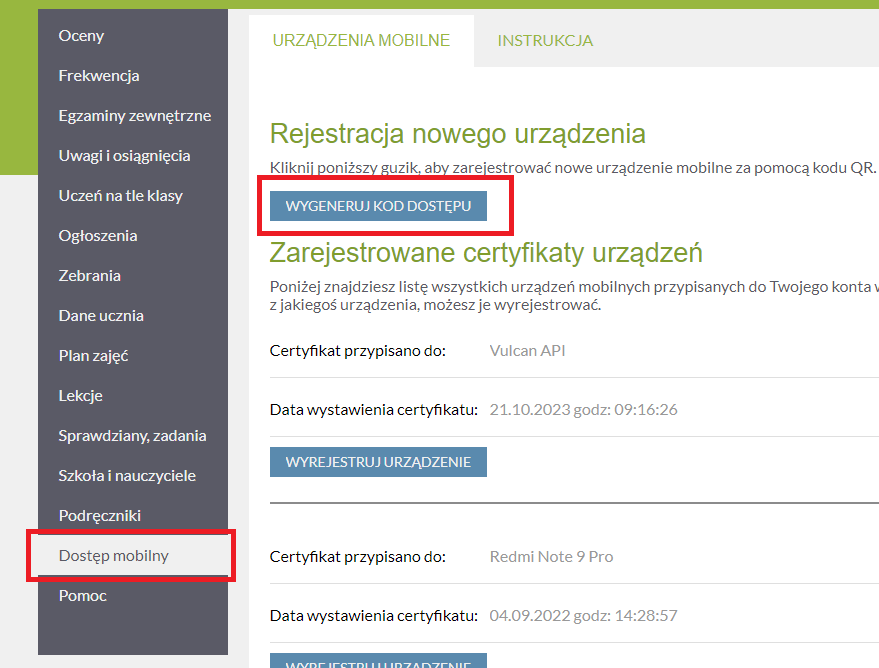 Oceny
Frekwencja
Egzaminy zewnętrzne
Uwagi i osiągnięcia
Uczeń na tle klasy
Ogłoszenia
Zebrania
Dane ucznia
Plan zajęć
Lekcje
Sprawdziany, zadania
Szkoła i nauczyciele
Podręczniki
Dostęp mobilny
Pomoc
URZĄDZENIA MOBILNE
INSTRUKCJA
Rejestracja nowego urządzenia
Kliknij poniższy guzik, aby zarejestrować nowe urządzenie mobilne za pomocą kodu QR.
WYGENERUJ KOD DOSTĘPU
Zarejestrowane certyfikaty urządzeń
Poniżej znajdziesz listę wszystkich urządzeń mobilnych przypisanych do Twojego konta
z jakiegoś urządzenia, możesz je wyrejestrować.
Certyfikat przypisano do: Vulcan API
Data wystawienia certyfikatu: 21.10.2023 godz: 09:16:26
WYREJESTRUJ URZĄDZENIE
Certyfikat przypisano do: Redmi Note 9 Pro
Data wystawienia certyfikatu: 04.09.2022 godz: 14:28:57
WYREJESTRUJ URZĄDZENIE